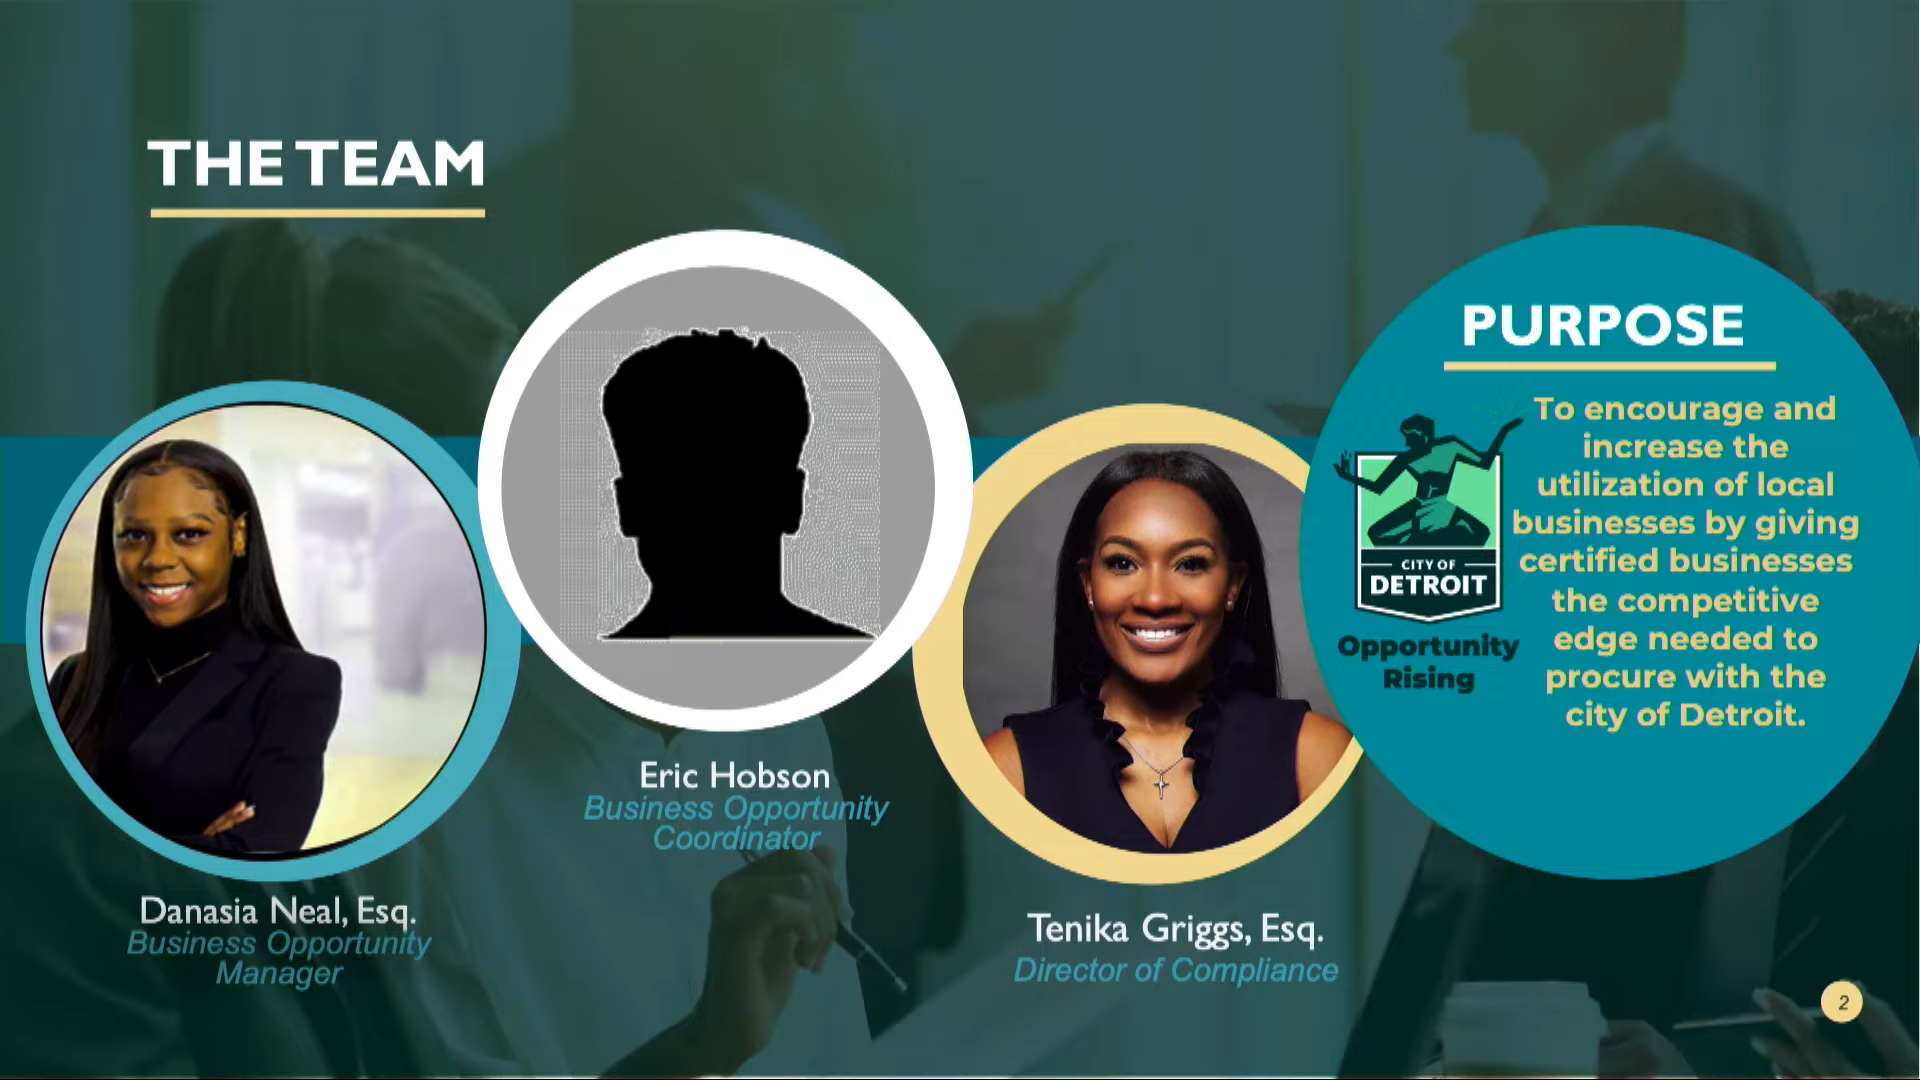 THE TEAM
PURPOSE
To encourage and
increase the
utilization of local
businesses by giving
certified businesses
the competitive
edge needed to
procure with the
city of Detroit.
CITY OF
DETROIT
Opportunity
Rising
Eric Hobson
Business Opportunity
Coordinator
Danasia Neal, Esq.
Business Opportunity
Manager
Tenika Griggs, Esq.
Director of Compliance
2